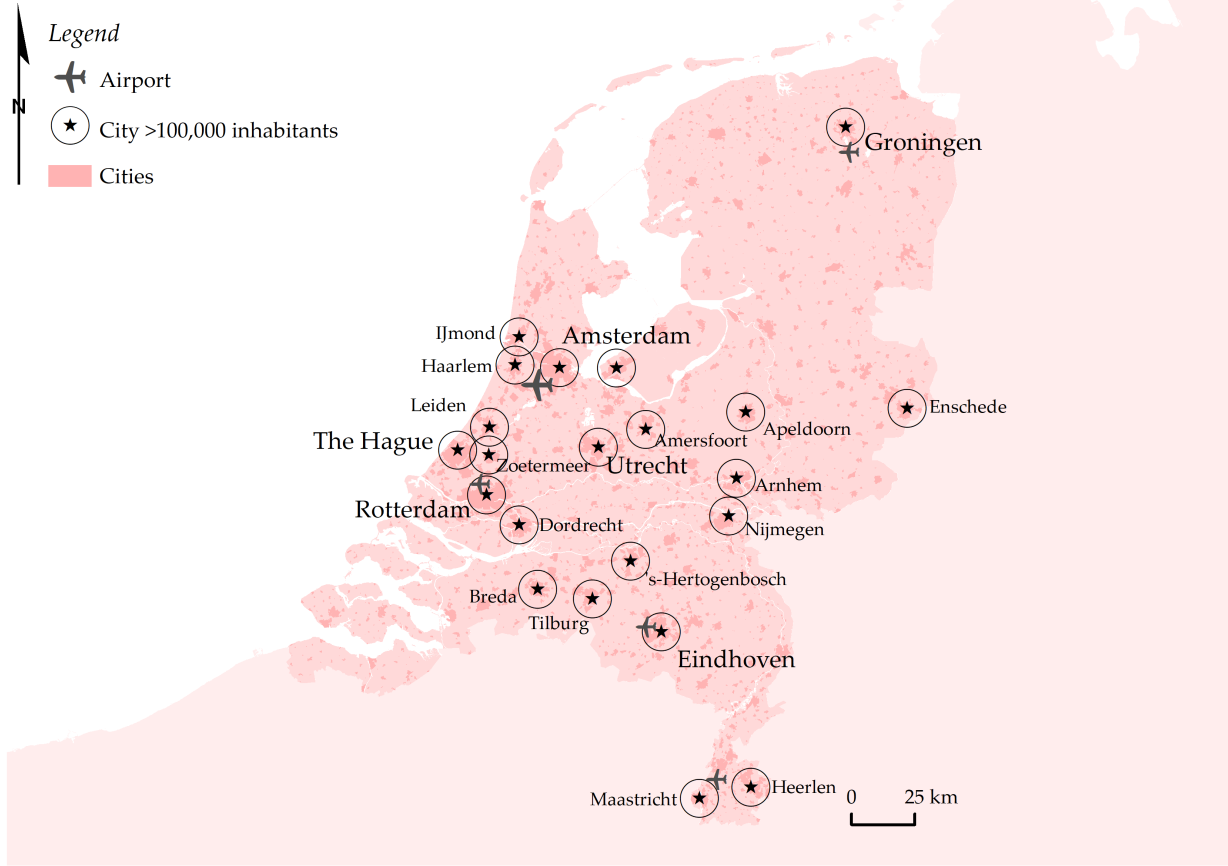 Legend
Airport
N
City >100,000 inhabitants
Cities
Groningen
IJmond
Amsterdam
Haarlem
Leiden
Enschede
Apeldoorn
The Hague
Amersfoort
Zoetermeer
Utrecht
Arnhem
Rotterdam
Dordrecht
Nijmegen
's-Hertogenbosch
Breda
Tilburg
Eindhoven
Maastricht
Heerlen
0 25 km